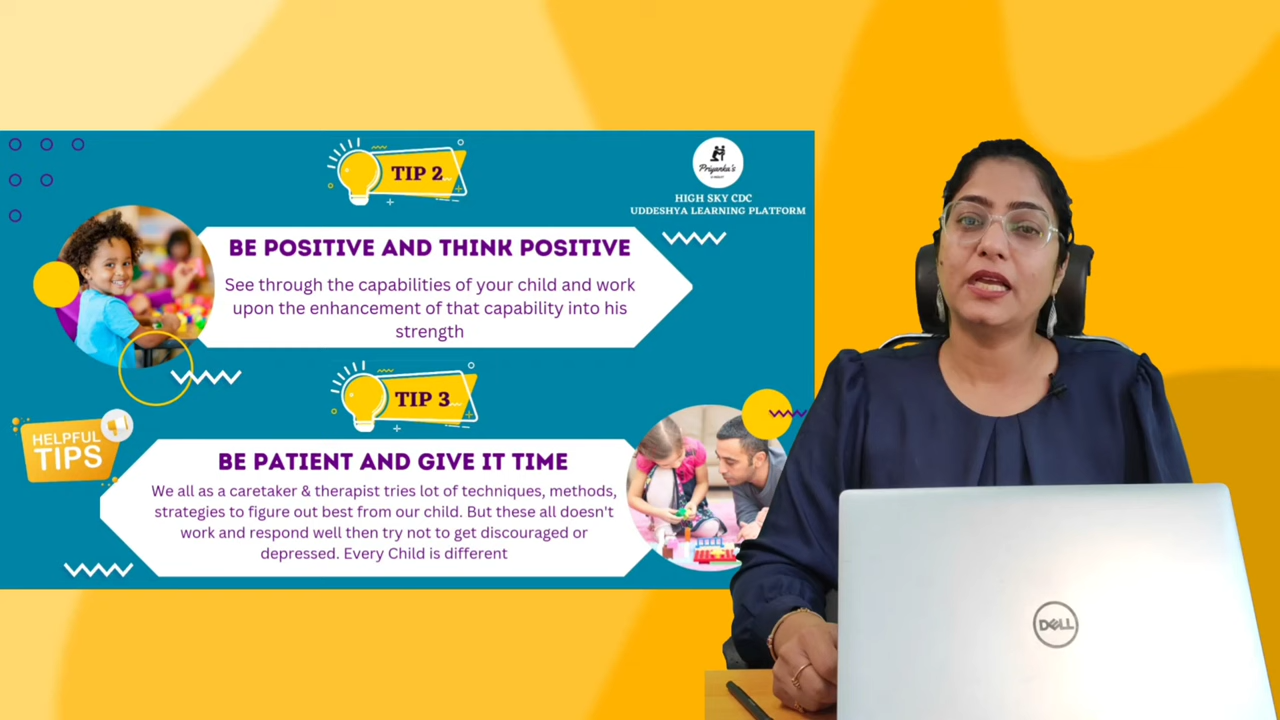 TIP 2
Priyanka's
HIGH SKY CDC
UDDESHYA LEARNING PLATFORM
BE POSITIVE AND THINK POSITIVE
See through the capabilities of your child and work
upon the enhancement of that capability into his
strength
TIP 3
HELPFUL
TIPS
BE PATIENT AND GIVE IT TIME
We all as a caretaker & therapist tries lot of techniques, methods,
strategies to figure out best from our child. But these all doesn't
work and respond well then try not to get discouraged or
depressed. Every Child is different
DELL